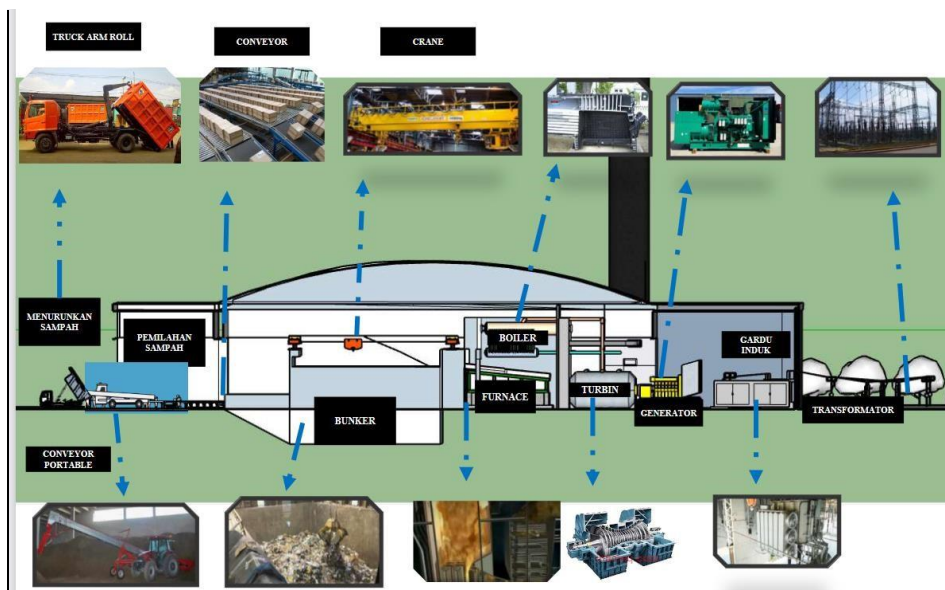 TRUCK ARM ROLL
CONVEYOR
CRANE
MENURUNKAN
SAMPAH
PEMILAHAN
SAMPAH
BOILER
GARDU
INDUK
FURNACE
TURBIN
GENERATOR
TRANSFORMATOR
BUNKER
CONVEYOR
PORTABLE